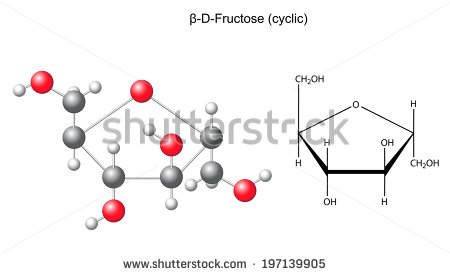 β-D-Fructose (cyclic)
shutterstock
CH₂OH
O
H
H
H
OH
CH₂OH
OH
H
www.shutterstock.com · 197139905